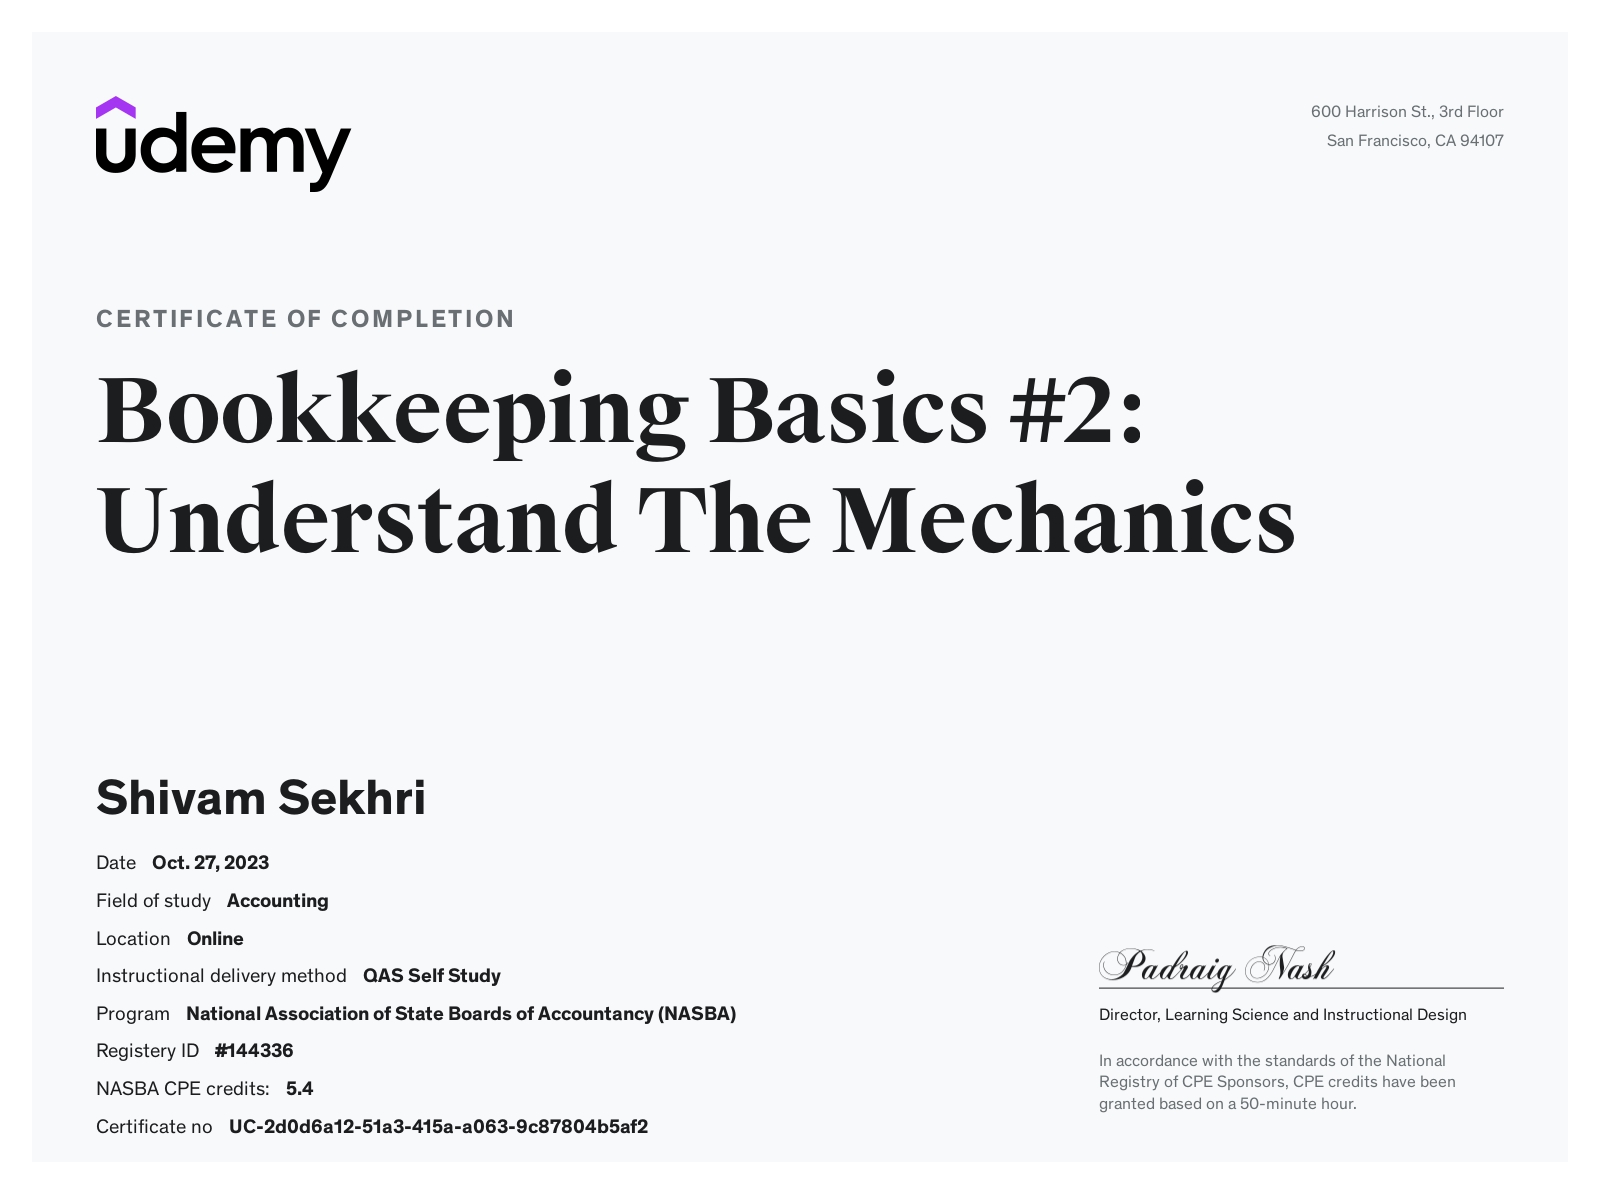 udemy
600 Harrison St., 3rd Floor
San Francisco, CA 94107
CERTIFICATE OF COMPLETION
Bookkeeping Basics #2:
Understand The Mechanics
Shivam Sekhri
Date Oct. 27, 2023
Field of study Accounting
Location Online
Instructional delivery method QAS Self Study
Program National Association of State Boards of Accountancy (NASBA)
Registery ID #144336
NASBA CPE credits: 5.4
Certificate no UC-2d0d6a12-51a3-415a-a063-9c87804b5af2
Padraig Nash
Director, Learning Science and Instructional Design
In accordance with the standards of the National
Registry of CPE Sponsors, CPE credits have been
granted based on a 50-minute hour.